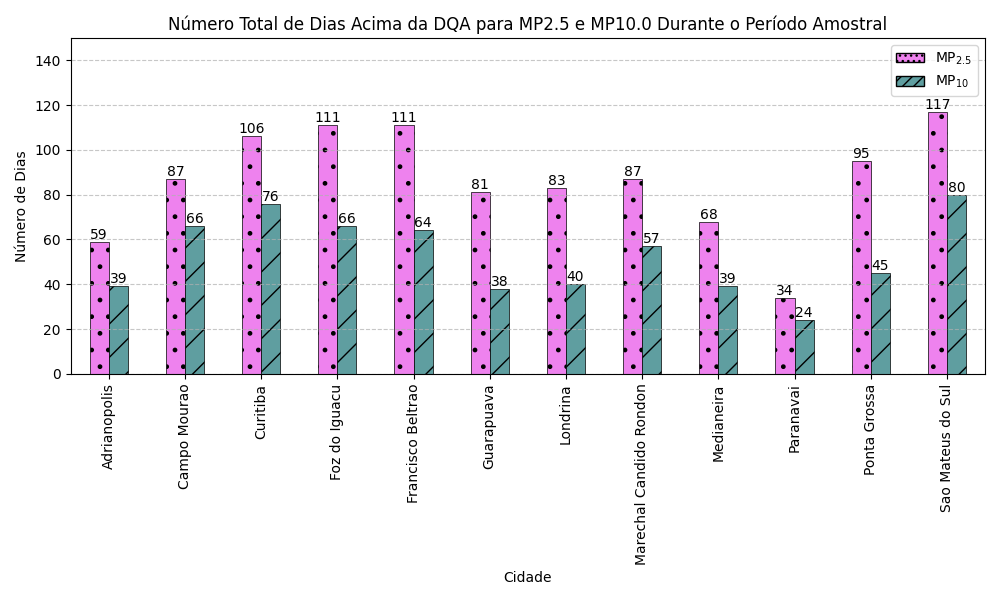 Número Total de Dias Acima da DQA para MP2.5 e MP10.0 Durante o Período Amostral
MP2.5
MP10
Número de Dias
140
120
100
80
60
40
20
0
59
39
87
66
106
76
111
66
111
64
81
38
83
40
87
57
68
39
34
24
95
45
117
80
Adrianopolis
Campo Mourao
Curitiba
Foz do Iguacu
Francisco Beltrao
Guarapuava
Londrina
Marechal Candido Rondon
Medianeira
Paranavai
Ponta Grossa
Sao Mateus do Sul
Cidade